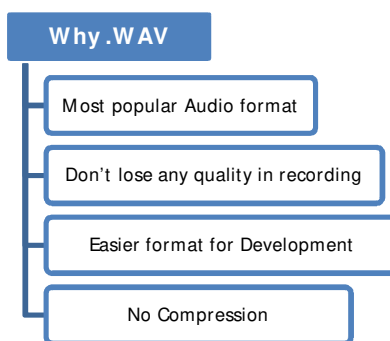 Why .WAV
Most popular Audio format
Don't lose any quality in recording
Easier format for Development
No Compression